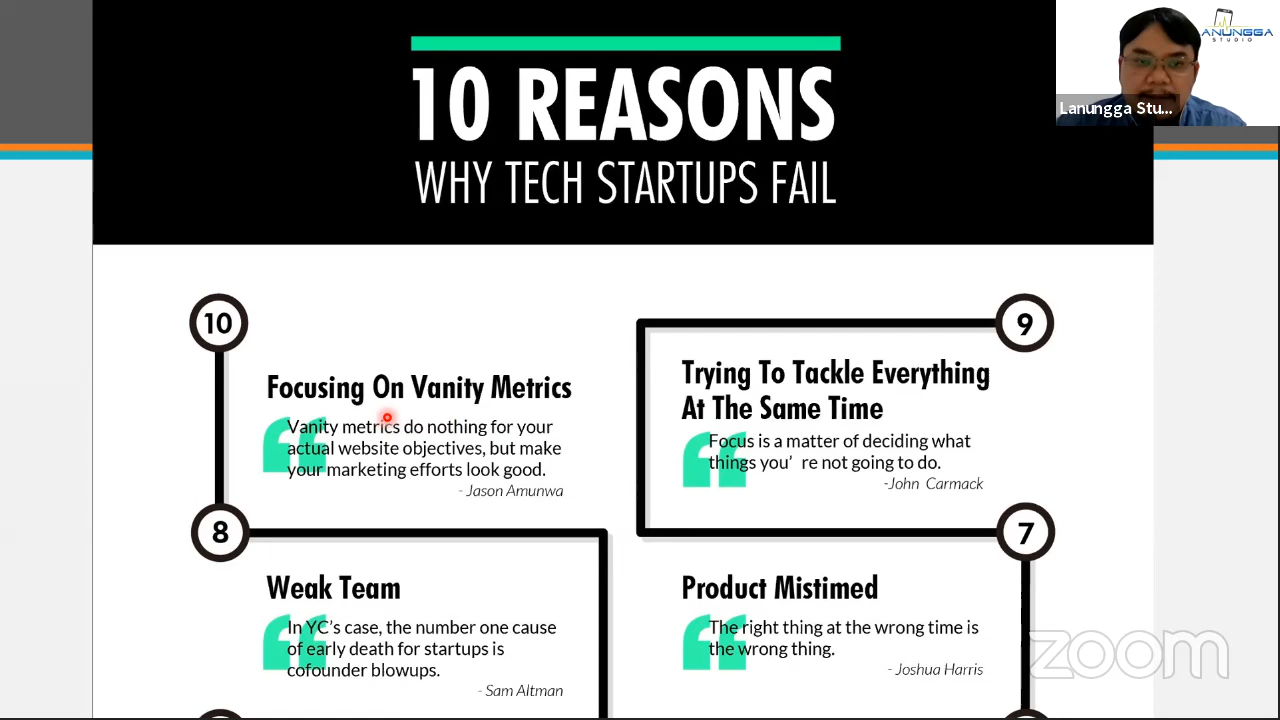 10 REASONS
WHY TECH STARTUPS FAIL
ANUNGGA
STUDIO
Lanungga Stu...
10
Focusing On Vanity Metrics
Vanity metrics do nothing for your
actual website objectives, but make
your marketing efforts look good.
- Jason Amunwa
9
Trying To Tackle Everything
At The Same Time
Focus is a matter of deciding what
things you’ re not going to do.
-John Carmack
8
Weak Team
In YC’s case, the number one cause
of early death for startups is
cofounder blowups.
- Sam Altman
7
Product Mistimed
The right thing at the wrong time is
the wrong thing.
- Joshua Harris
zoom